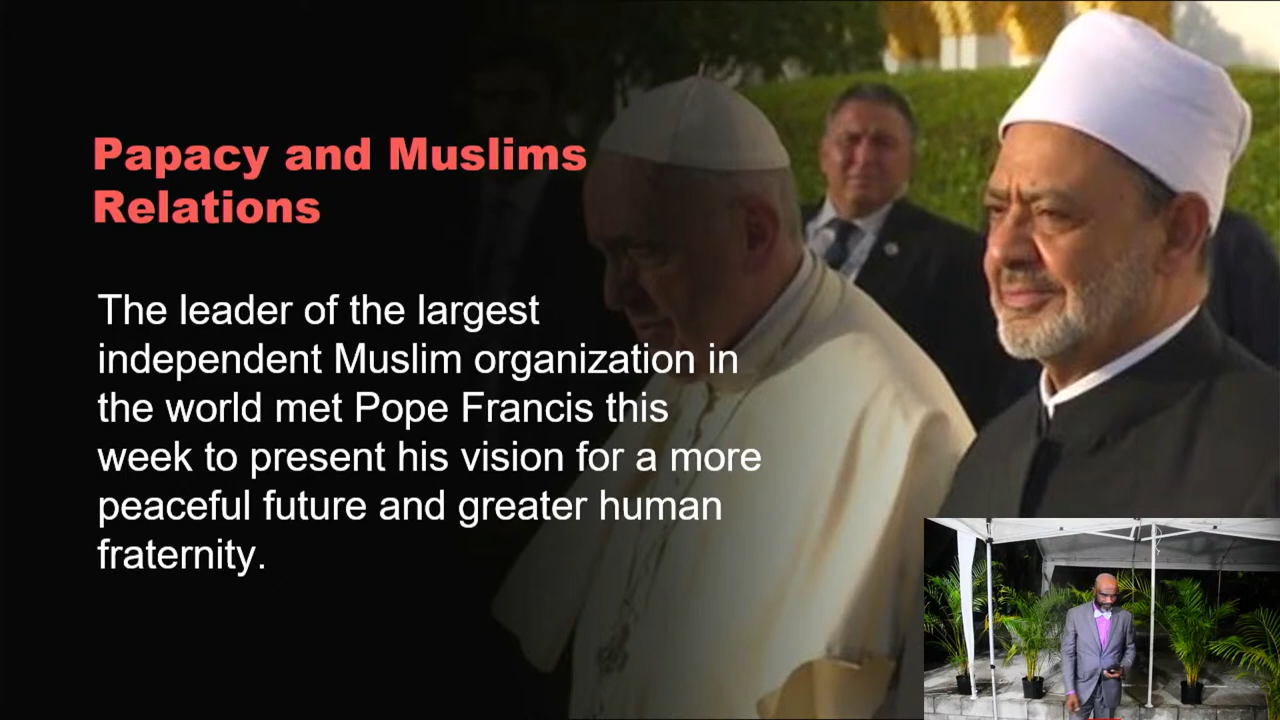 Papacy and Muslims
Relations
The leader of the largest
independent Muslim organization in
the world met Pope Francis this
week to present his vision for a more
peaceful future and greater human
fraternity.